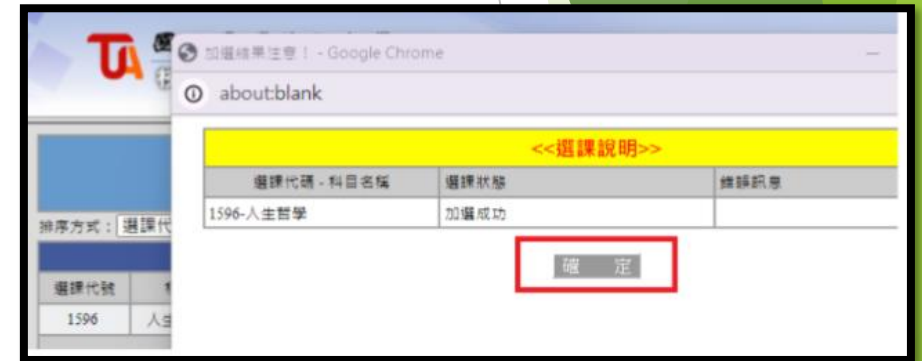 加選結果注意！ - Google Chrome
about:blank
<<選課說明>>
選課代碼 - 科目名稱 選課狀態 錯誤訊息
1596-人生哲學 加選成功
確 定
排序方式： 選課代
選課代號
1596 人生